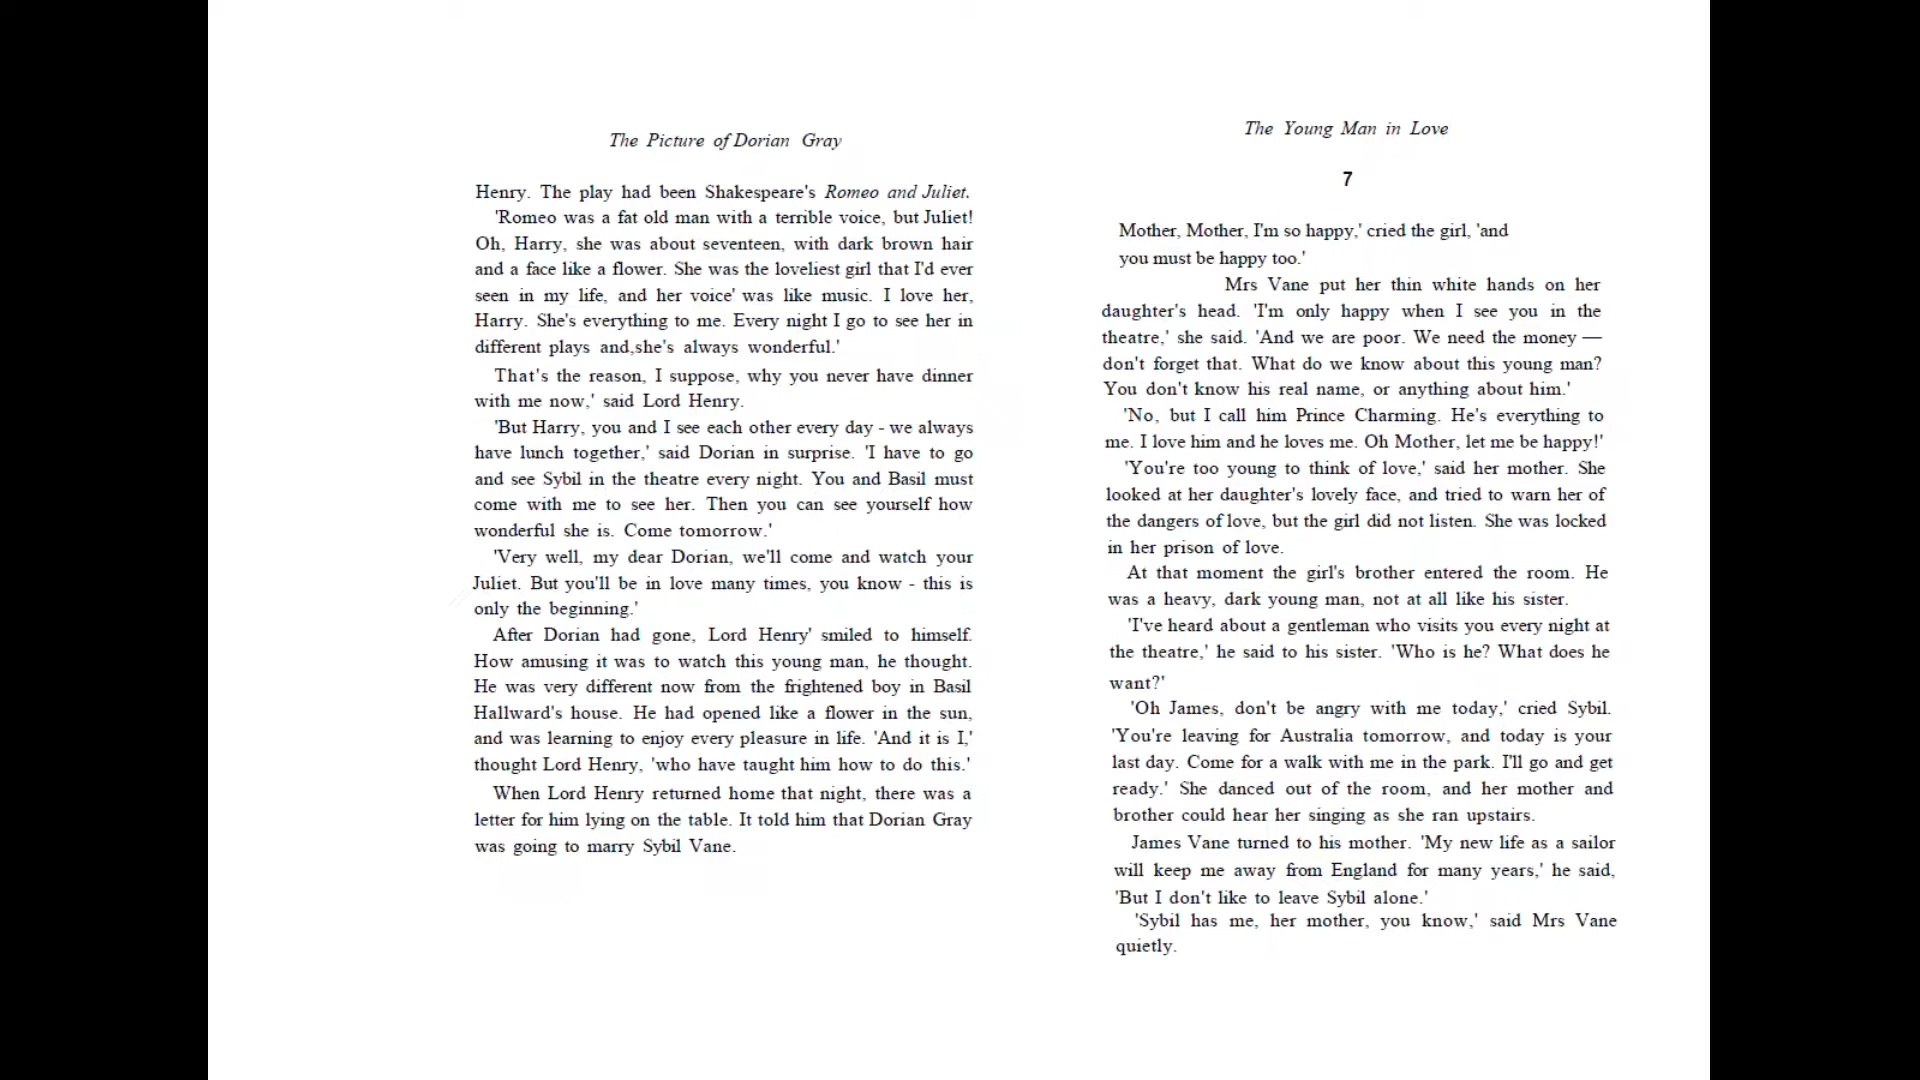 The Picture of Dorian Gray
Henry. The play had been Shakespeare's Romeo and Juliet.
'Romeo was a fat old man with a terrible voice, but Juliet!
Oh, Harry, she was about seventeen, with dark brown hair
and a face like a flower. She was the loveliest girl that I'd ever
seen in my life, and her voice' was like music. I love her,
Harry. She's everything to me. Every night I go to see her in
different plays and,she's always wonderful.'
That's the reason, I suppose, why you never have dinner
with me now,' said Lord Henry.
'But Harry, you and I see each other every day - we always
have lunch together,' said Dorian in surprise. 'I have to go
and see Sybil in the theatre every night. You and Basil must
come with me to see her. Then you can see yourself how
wonderful she is. Come tomorrow.'
'Very well, my dear Dorian, we'll come and watch your
Juliet. But you'll be in love many times, you know - this is
only the beginning.'
After Dorian had gone, Lord Henry' smiled to himself.
How amusing it was to watch this young man, he thought.
He was very different now from the frightened boy in Basil
Hallward's house. He had opened like a flower in the sun,
and was learning to enjoy every pleasure in life. 'And it is I,'
thought Lord Henry, 'who have taught him how to do this.'
When Lord Henry returned home that night, there was a
letter for him lying on the table. It told him that Dorian Gray
was going to marry Sybil Vane.
The Young Man in Love
7
Mother, Mother, I'm so happy,' cried the girl, 'and
you must be happy too.'
Mrs Vane put her thin white hands on her
daughter's head. 'I'm only happy when I see you in the
theatre,' she said. 'And we are poor. We need the money —
don't forget that. What do we know about this young man?
You don't know his real name, or anything about him.'
'No, but I call him Prince Charming. He's everything to
me. I love him and he loves me. Oh Mother, let me be happy!'
'You're too young to think of love,' said her mother. She
looked at her daughter's lovely face, and tried to warn her of
the dangers of love, but the girl did not listen. She was locked
in her prison of love.
At that moment the girl's brother entered the room. He
was a heavy, dark young man, not at all like his sister.
'I've heard about a gentleman who visits you every night at
the theatre,' he said to his sister. 'Who is he? What does he
want?'
'Oh James, don't be angry with me today,' cried Sybil.
'You're leaving for Australia tomorrow, and today is your
last day. Come for a walk with me in the park. I'll go and get
ready.' She danced out of the room, and her mother and
brother could hear her singing as she ran upstairs.
James Vane turned to his mother. 'My new life as a sailor
will keep me away from England for many years,' he said,
'But I don't like to leave Sybil alone.'
'Sybil has me, her mother, you know,' said Mrs Vane
quietly.